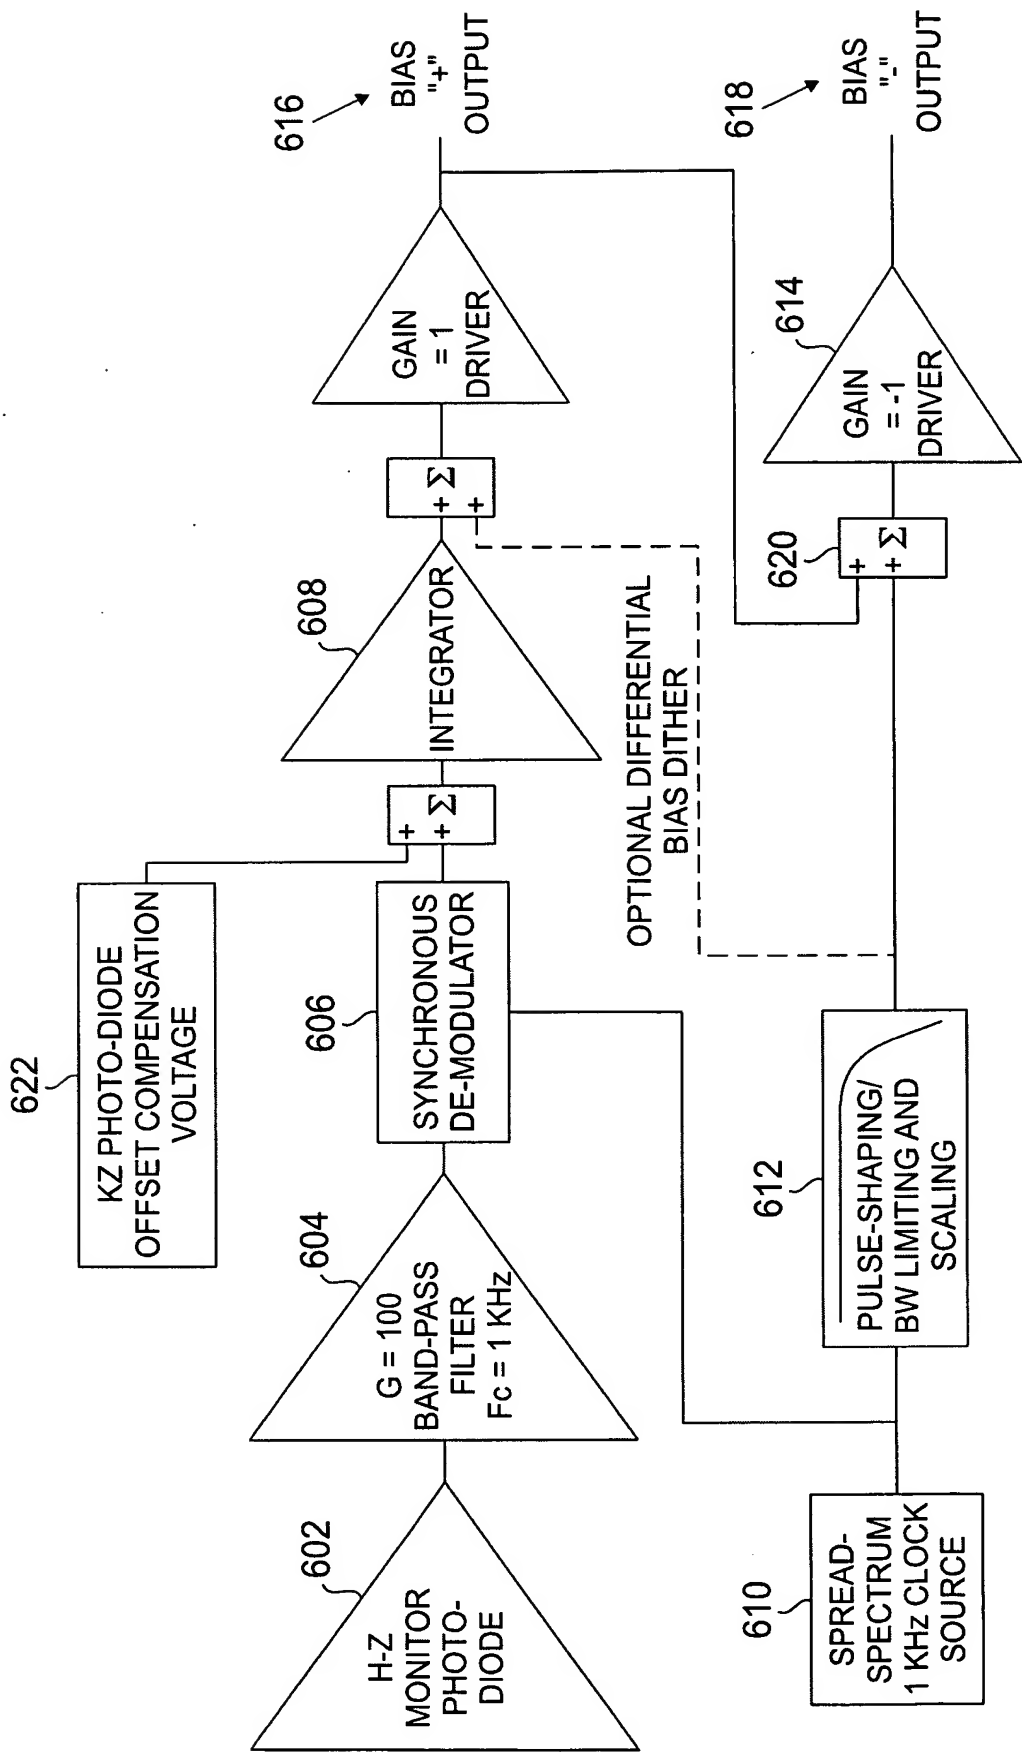 602
H-Z
MONITOR
PHOTO-
DIODE
604
G = 100
BAND-PASS
FILTER
Fc = 1 KHz
606
SYNCHRONOUS
DE-MODULATOR
622
KZ PHOTO-DIODE
OFFSET COMPENSATION
VOLTAGE
+
+ Σ
608
INTEGRATOR
+ Σ
+
GAIN
= 1
DRIVER
616
BIAS
"+"
OUTPUT
OPTIONAL DIFFERENTIAL
BIAS DITHER
610
SPREAD-
SPECTRUM
1 KHz CLOCK
SOURCE
612
PULSE-SHAPING/
BW LIMITING AND
SCALING
620
+
+ Σ
614
GAIN
= -1
DRIVER
618
BIAS
"-"
OUTPUT